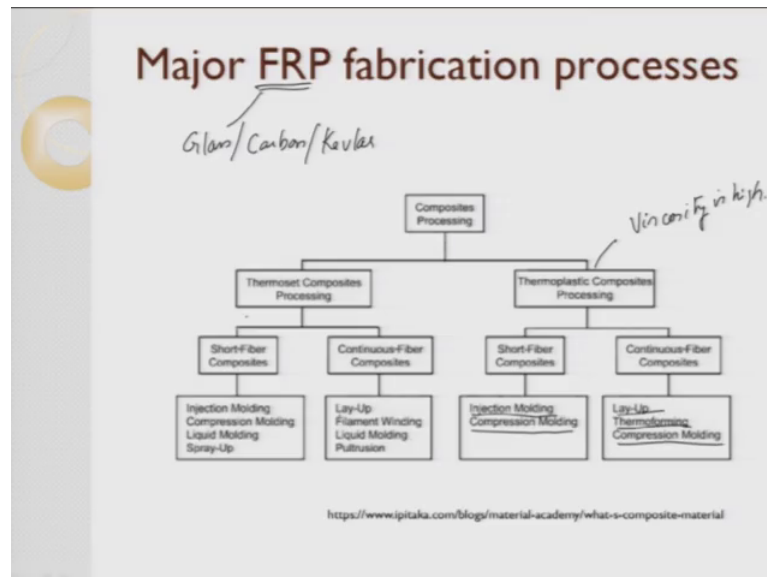 Major FRP fabrication processes
Glass/Carbon/Kevlar
Viscosity is high.
Composites
Processing
Thermoset Composites
Processing
Thermoplastic Composites
Processing
Short-Fiber
Composites
Continuous-Fiber
Composites
Short-Fiber
Composites
Continuous-Fiber
Composites
Injection Molding
Compression Molding
Liquid Molding
Spray-Up
Lay-Up
Filament Winding
Liquid Molding
Pultrusion
Injection Molding
Compression Molding
Lay-Up
Thermoforming
Compression Molding
https://www.ipitaka.com/blogs/material-academy/what-s-composite-material